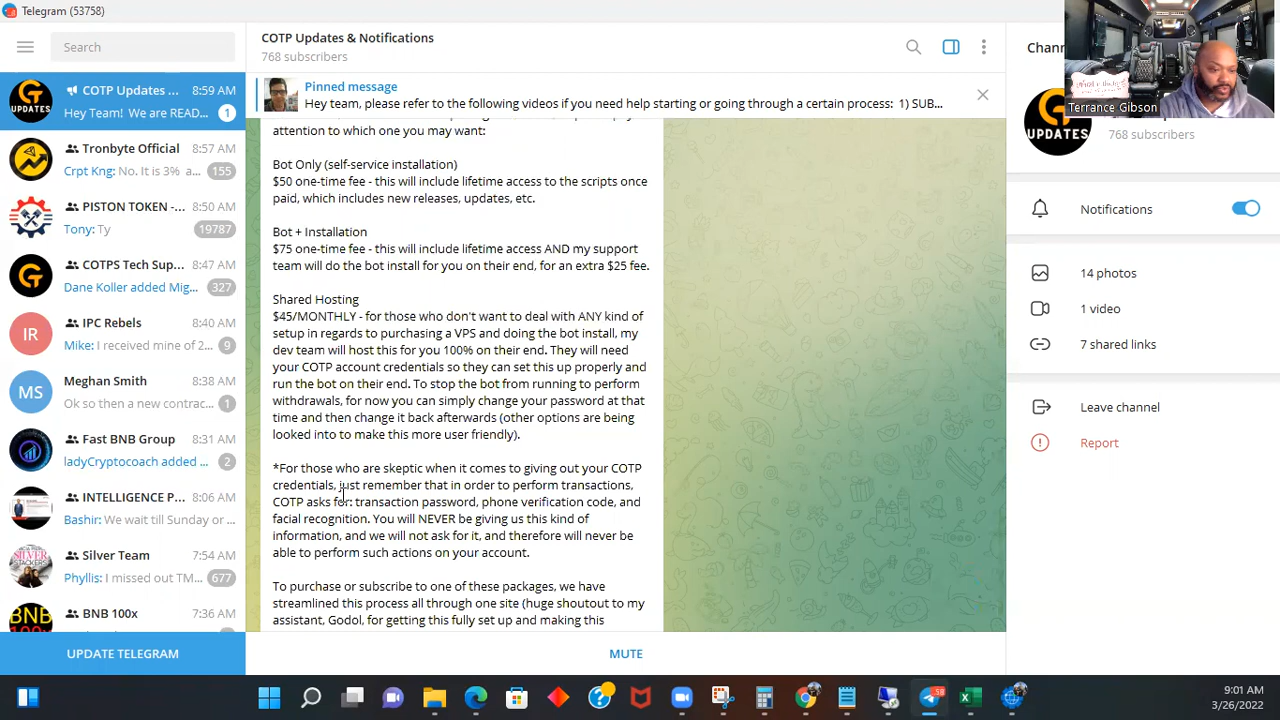 Telegram (53758)
Search
COTP Updates ...
8:59 AM
Hey Team! We are READ...
1
Tronbyte Official
8:57 AM
Crpt Kng: No. It is 3% a...
155
PISTON TOKEN -...
8:50 AM
Tony: Ty
19787
COTPS Tech Sup...
8:47 AM
Dane Koller added Mig...
327
IR
IPC Rebels
8:40 AM
Mike: I received mine of 2...
9
MS
Meghan Smith
8:38 AM
Ok so then a new contrac...
1
Fast BNB Group
8:31 AM
ladyCryptocoach added ...
2
INTELLIGENCE P...
8:06 AM
Bashir: We wait till Sunday or ...
Silver Team
7:54 AM
Phyllis: I missed out TM...
677
BNB 100x
7:36 AM
UPDATE TELEGRAM
COTP Updates & Notifications
768 subscribers
Pinned message
Hey team, please refer to the following videos if you need help starting or going through a certain process: 1) SUB...
attention to which one you may want:
Bot Only (self-service installation)
$50 one-time fee - this will include lifetime access to the scripts once
paid, which includes new releases, updates, etc.
Bot + Installation
$75 one-time fee - this will include lifetime access AND my support
team will do the bot install for you on their end, for an extra $25 fee.
Shared Hosting
$45/MONTHLY - for those who don't want to deal with ANY kind of
setup in regards to purchasing a VPS and doing the bot install, my
dev team will host this for you 100% on their end. They will need
your COTP account credentials so they can set this up properly and
run the bot on their end. To stop the bot from running to perform
withdrawals, for now you can simply change your password at that
time and then change it back afterwards (other options are being
looked into to make this more user friendly).
*For those who are skeptic when it comes to giving out your COTP
credentials, just remember that in order to perform transactions,
COTP asks for: transaction password, phone verification code, and
facial recognition. You will NEVER be giving us this kind of
information, and we will not ask for it, and therefore will never be
able to perform such actions on your account.
To purchase or subscribe to one of these packages, we have
streamlined this process all through one site (huge shoutout to my
assistant, Godol, for getting this fully set up and making this
MUTE
Chann
Terrance Gibson
UPDATES
768 subscribers
Notifications
14 photos
1 video
7 shared links
Leave channel
Report
58
9:01 AM
3/26/2022